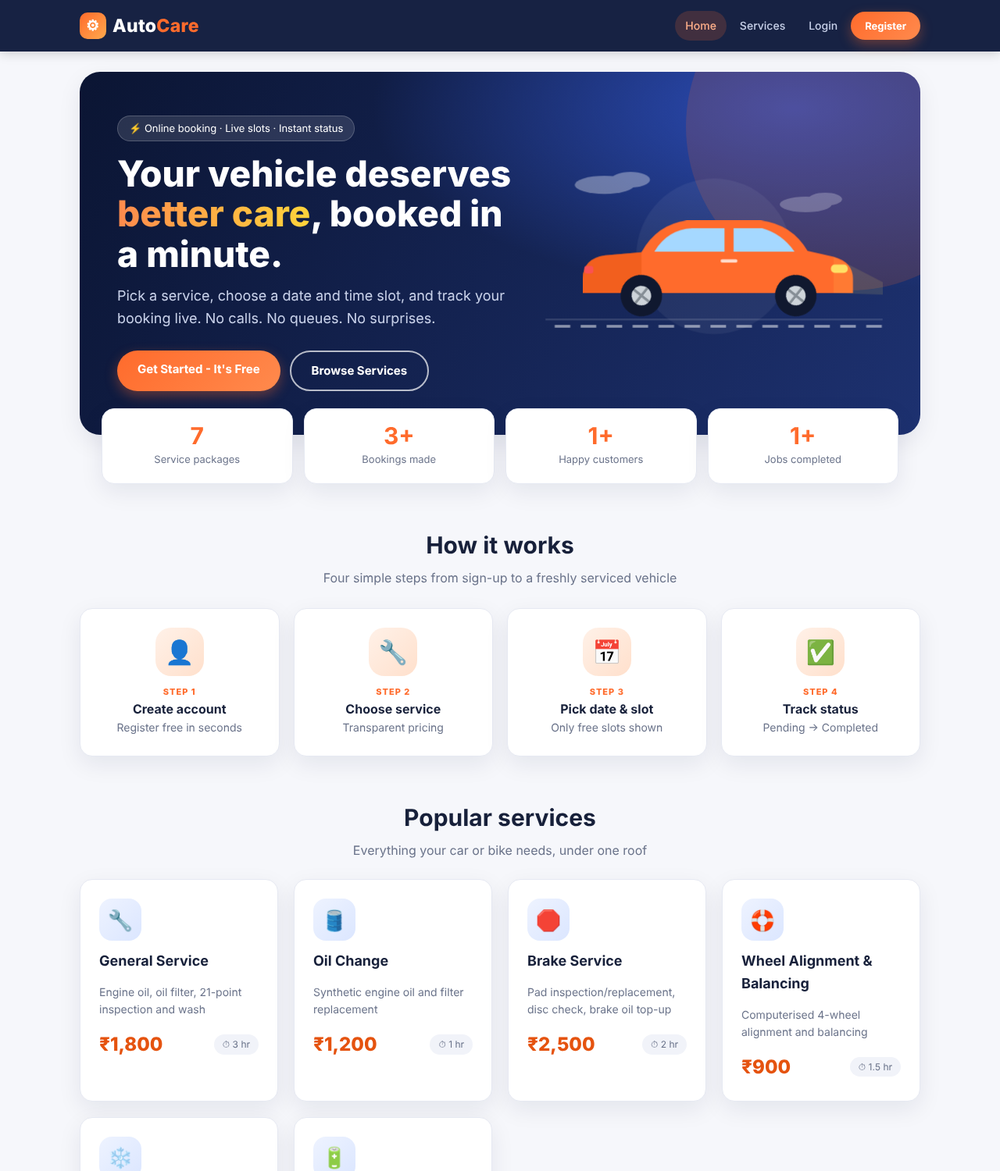 AutoCare
Home
Services
Login
Register
⚡ Online booking · Live slots · Instant status
Your vehicle deserves
better care, booked in
a minute.
Pick a service, choose a date and time slot, and track your
booking live. No calls. No queues. No surprises.
Get Started - It's Free
Browse Services
7
Service packages
3+
Bookings made
1+
Happy customers
1+
Jobs completed
How it works
Four simple steps from sign-up to a freshly serviced vehicle
STEP 1
Create account
Register free in seconds
STEP 2
Choose service
Transparent pricing
July
17
STEP 3
Pick date & slot
Only free slots shown
STEP 4
Track status
Pending → Completed
Popular services
Everything your car or bike needs, under one roof
General Service
Engine oil, oil filter, 21-point
inspection and wash
₹1,800
⏱ 3 hr
Oil Change
Synthetic engine oil and filter
replacement
₹1,200
⏱ 1 hr
Brake Service
Pad inspection/replacement,
disc check, brake oil top-up
₹2,500
⏱ 2 hr
Wheel Alignment &
Balancing
Computerised 4-wheel
alignment and balancing
₹900
⏱ 1.5 hr